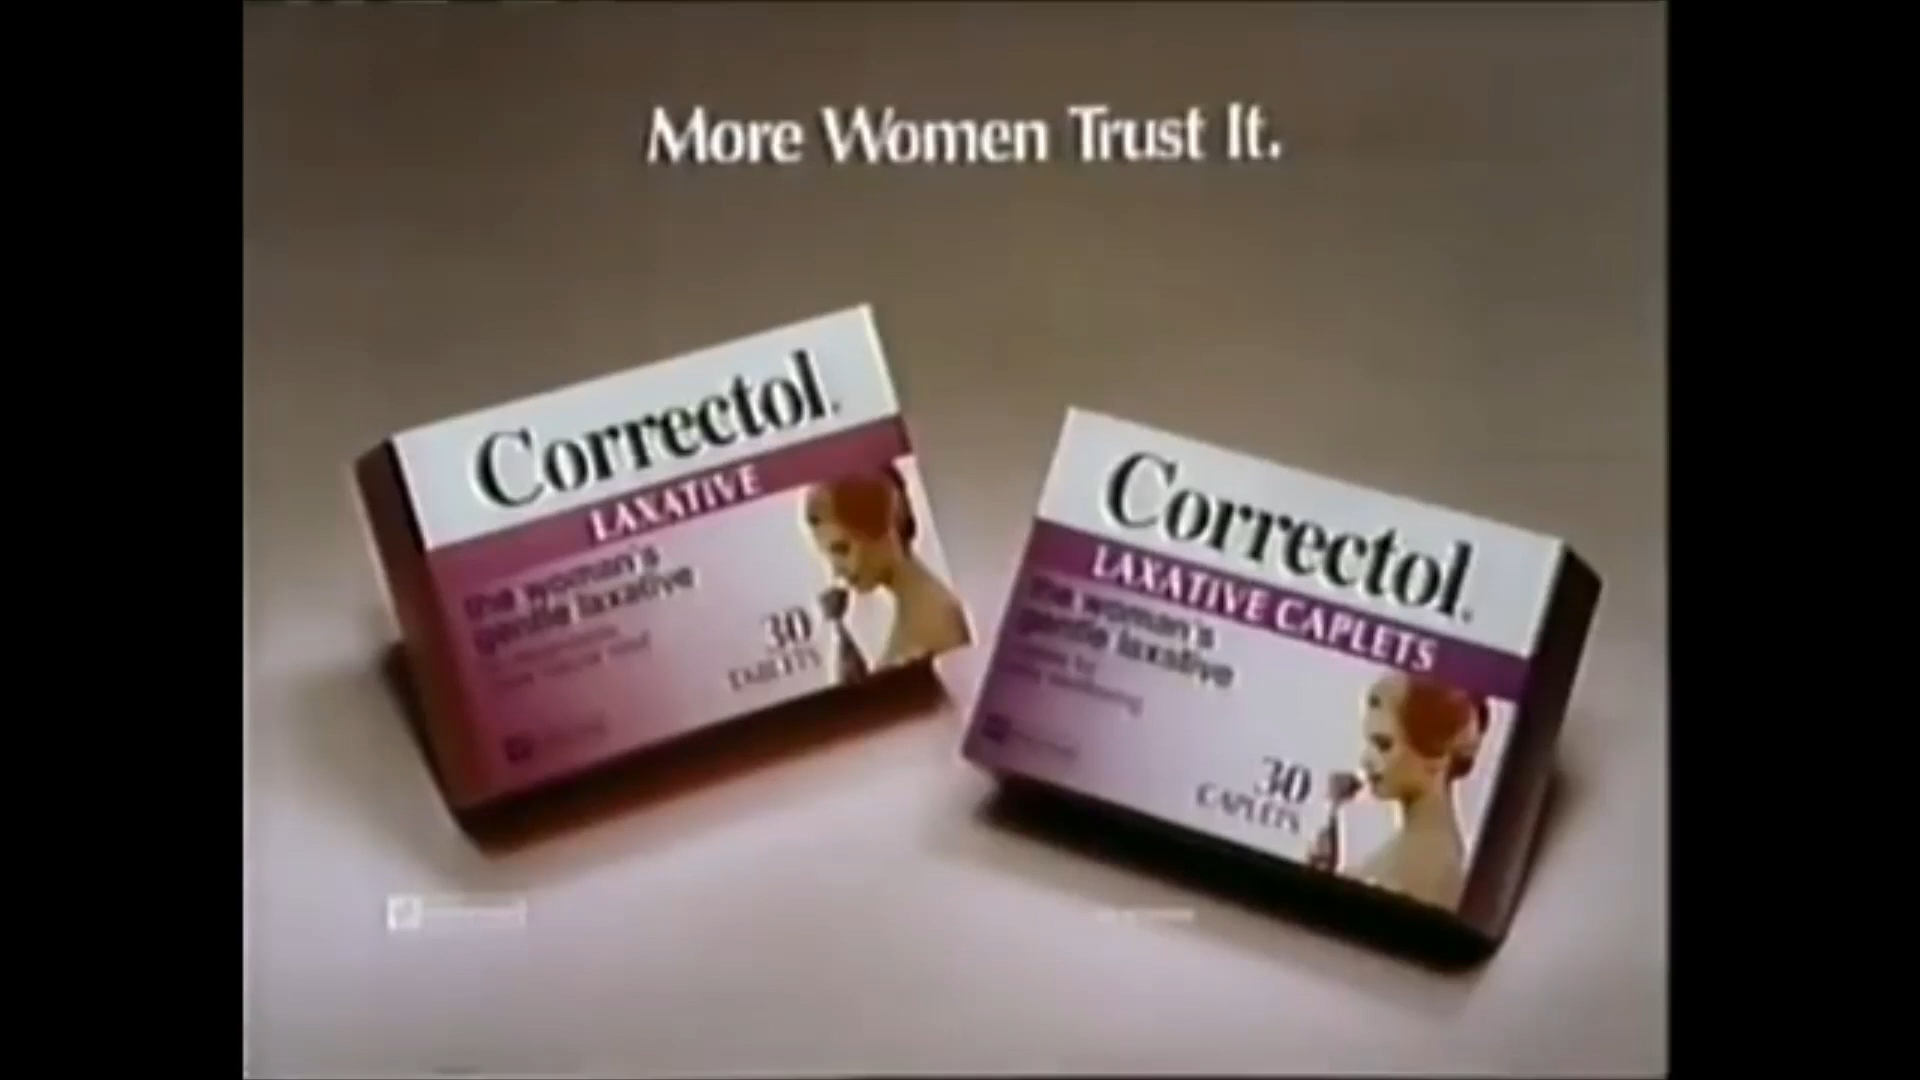 More Women Trust It.
Correctol.
LAXATIVE
the woman's
gentle laxative
30
TABLETS
Correctol.
LAXATIVE CAPLETS
the woman's
gentle laxative
30
CAPLETS